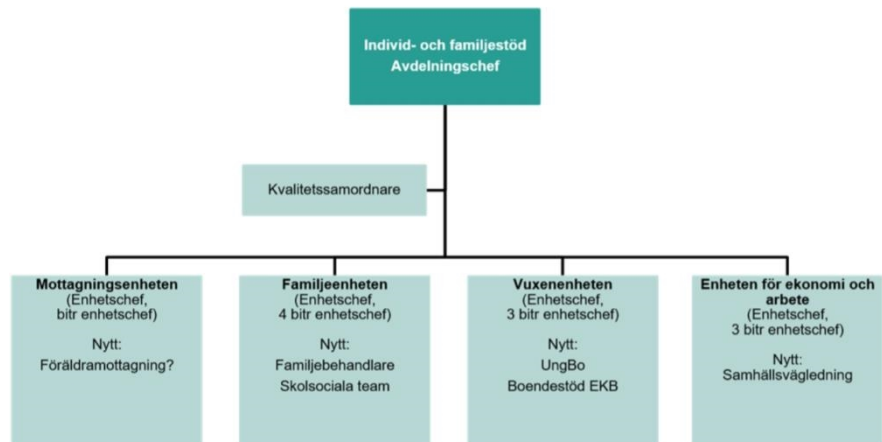 Individ- och familjestöd
Avdelningschef
Kvalitetssamordnare
Mottagningsenheten
(Enhetschef,
bitr enhetschef)
Nytt:
Föräldramottagning?
Familjeenheten
(Enhetschef,
4 bitr enhetschef)
Nytt:
Familjebehandlare
Skolsociala team
Vuxenenheten
(Enhetschef,
3 bitr enhetschef)
Nytt:
UngBo
Boendestöd EKB
Enheten för ekonomi och
arbete
(Enhetschef,
3 bitr enhetschef)
Nytt:
Samhällsvägledning